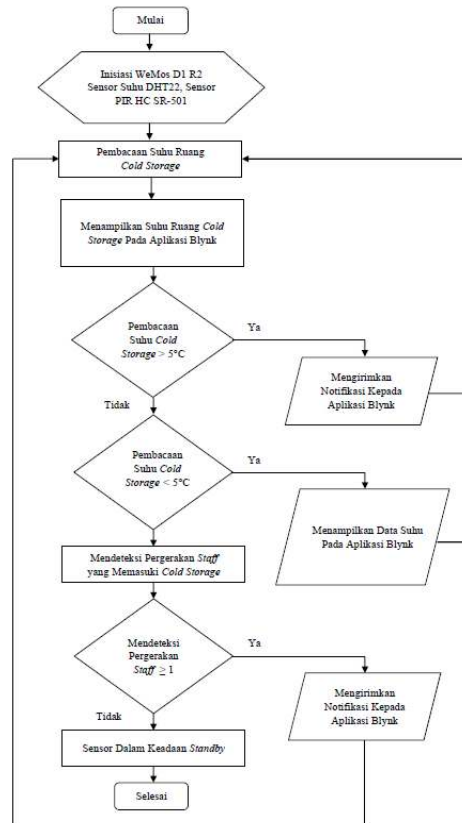 Mulai
Inisiasi WeMos D1 R2
Sensor Suhu DHT22, Sensor
PIR HC SR-501
Pembacaan Suhu Ruang
Cold Storage
Menampilkan Suhu Ruang Cold
Storage Pada Aplikasi Blynk
Pembacaan
Suhu Cold
Storage > 5°C
Ya
Mengirimkan
Notifikasi Kepada
Aplikasi Blynk
Tidak
Pembacaan
Suhu Cold
Storage < 5°C
Ya
Menampilkan Data Suhu
Pada Aplikasi Blynk
Mendeteksi Pergerakan Staff
yang Memasuki Cold Storage
Mendeteksi
Pergerakan
Staff ≥ 1
Ya
Mengirimkan
Notifikasi Kepada
Aplikasi Blynk
Tidak
Sensor Dalam Keadaan Standby
Selesai